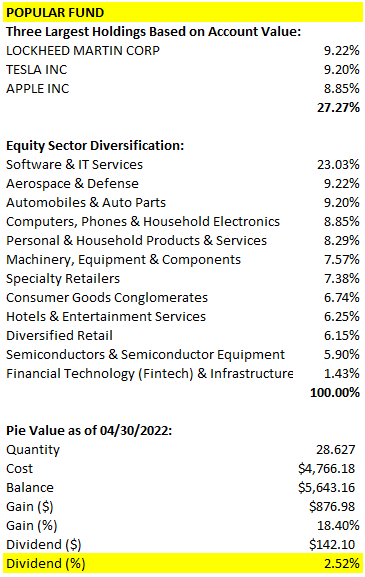 POPULAR FUND
Three Largest Holdings Based on Account Value:
LOCKHEED MARTIN CORP 9.22%
TESLA INC 9.20%
APPLE INC 8.85%
27.27%
Equity Sector Diversification:
Software & IT Services 23.03%
Aerospace & Defense 9.22%
Automobiles & Auto Parts 9.20%
Computers, Phones & Household Electronics 8.85%
Personal & Household Products & Services 8.29%
Machinery, Equipment & Components 7.57%
Specialty Retailers 7.38%
Consumer Goods Conglomerates 6.74%
Hotels & Entertainment Services 6.25%
Diversified Retail 6.15%
Semiconductors & Semiconductor Equipment 5.90%
Financial Technology (Fintech) & Infrastructure 1.43%
100.00%
Pie Value as of 04/30/2022:
Quantity 28.627
Cost $4,766.18
Balance $5,643.16
Gain ($) $876.98
Gain (%) 18.40%
Dividend ($) $142.10
Dividend (%) 2.52%